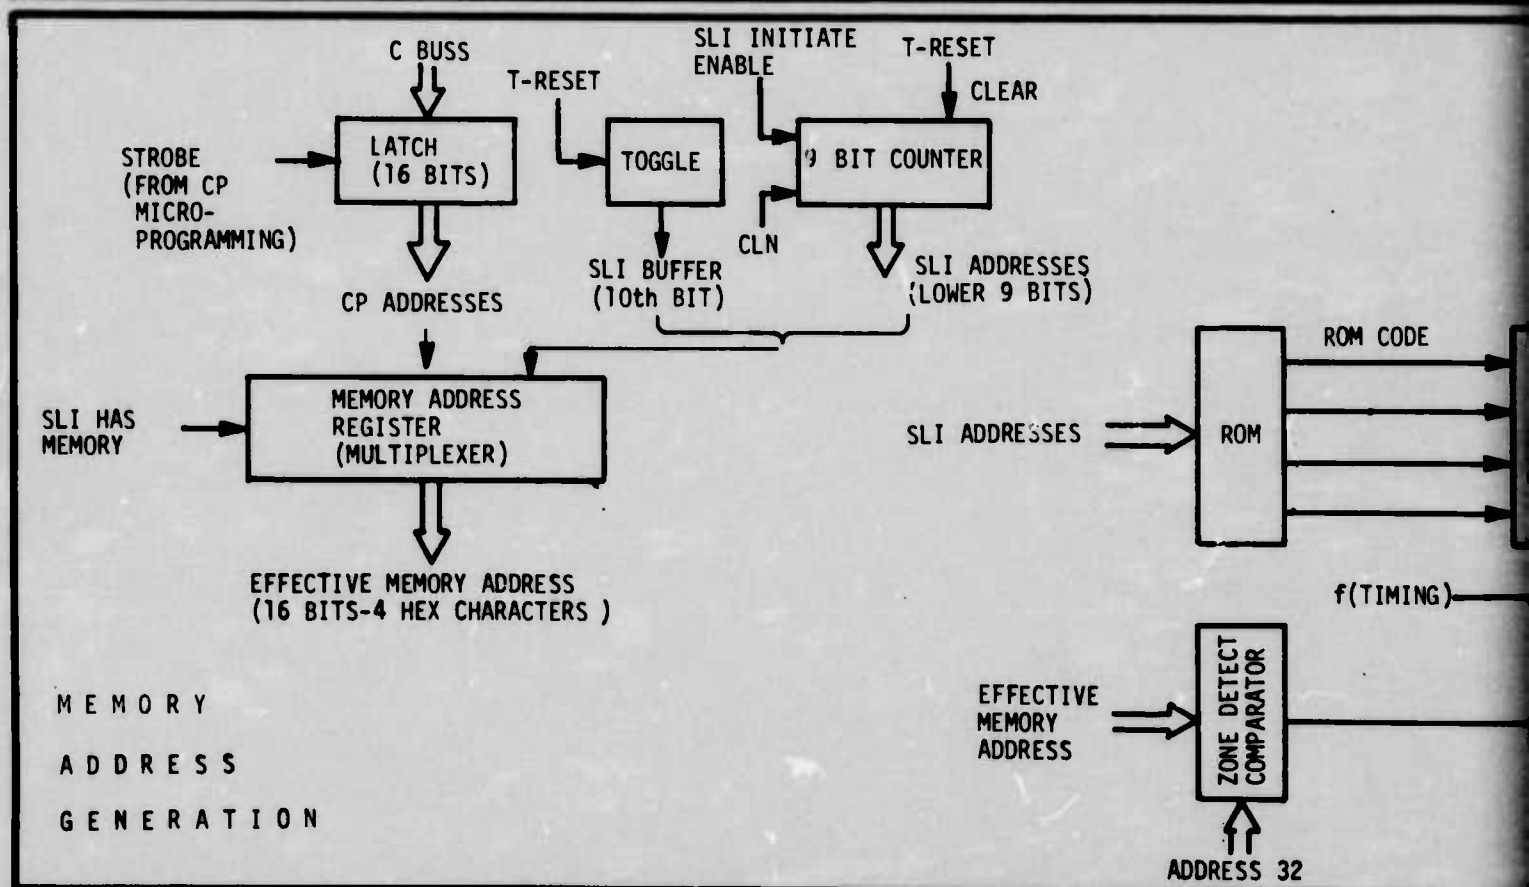 C BUSS
STROBE
(FROM CP
MICRO-
PROGRAMMING)
LATCH
(16 BITS)
CP ADDRESSES
T-RESET
TOGGLE
SLI BUFFER
(10th BIT)
SLI INITIATE
ENABLE
T-RESET
CLEAR
9 BIT COUNTER
CLN
SLI ADDRESSES
(LOWER 9 BITS)
SLI HAS
MEMORY
MEMORY ADDRESS
REGISTER
(MULTIPLEXER)
EFFECTIVE MEMORY ADDRESS
(16 BITS-4 HEX CHARACTERS )
MEMORY
ADDRESS
GENERATION
SLI ADDRESSES
ROM
ROM CODE
f(TIMING)
EFFECTIVE
MEMORY
ADDRESS
ZONE DETECT
COMPARATOR
ADDRESS 32